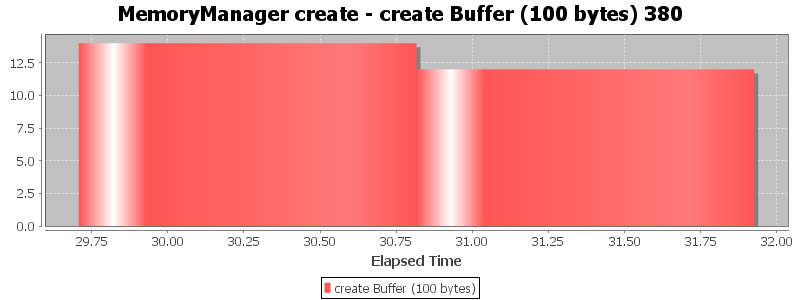 MemoryManager create - create Buffer (100 bytes) 380
12.5
10.0
7.5
5.0
2.5
0.0
29.75 30.00 30.25 30.50 30.75 31.00 31.25 31.50 31.75 32.00
Elapsed Time
create Buffer (100 bytes)